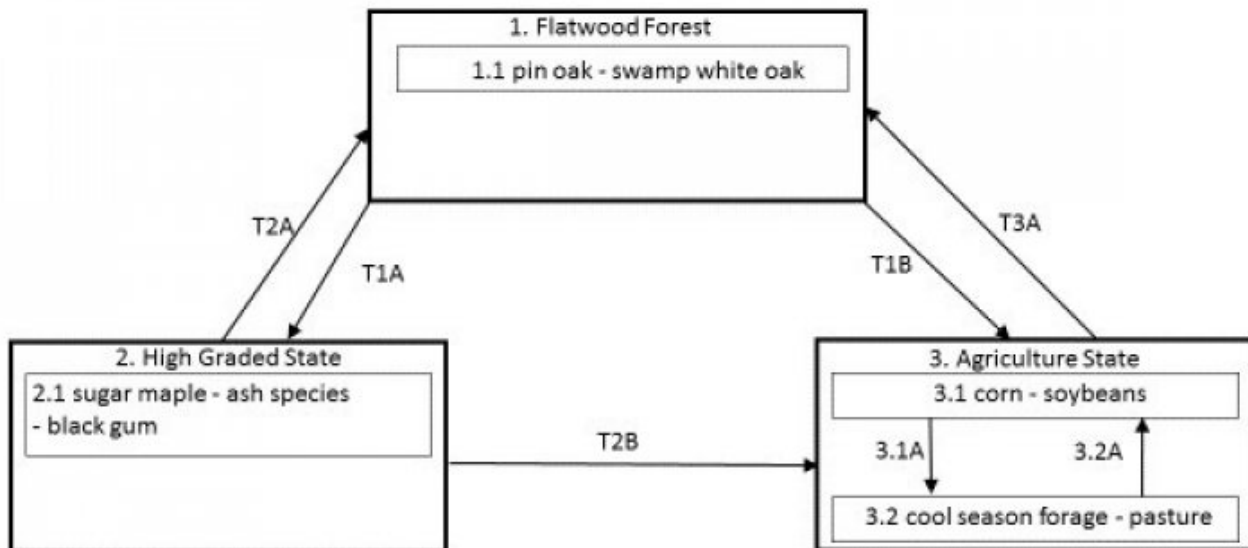 1. Flatwood Forest
1.1 pin oak - swamp white oak
T2A
T1A
T1B
T3A
2. High Graded State
2.1 sugar maple - ash species
- black gum
T2B
3. Agriculture State
3.1 corn - soybeans
3.1A
3.2A
3.2 cool season forage - pasture